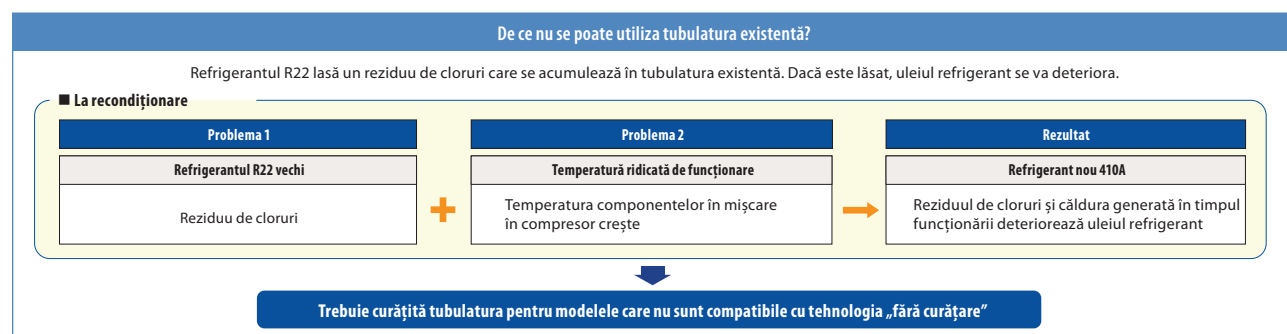 De ce nu se poate utiliza tubulatura existentă?
Refrigerantul R22 lasă un reziduu de cloruri care se acumulează în tubulatura existentă. Dacă este lăsat, uleiul refrigerant se va deteriora.
■ La recondiționare
Problema 1
Refrigerantul R22 vechi
Reziduu de cloruri
+
Problema 2
Temperatură ridicată de funcționare
Temperatura componentelor în mișcare
în compresor crește
Rezultat
Refrigerant nou 410A
Reziduul de cloruri și căldura generată în timpul
funcționării deteriorează uleiul refrigerant
Trebuie curățită tubulatura pentru modelele care nu sunt compatibile cu tehnologia „fără curățare”